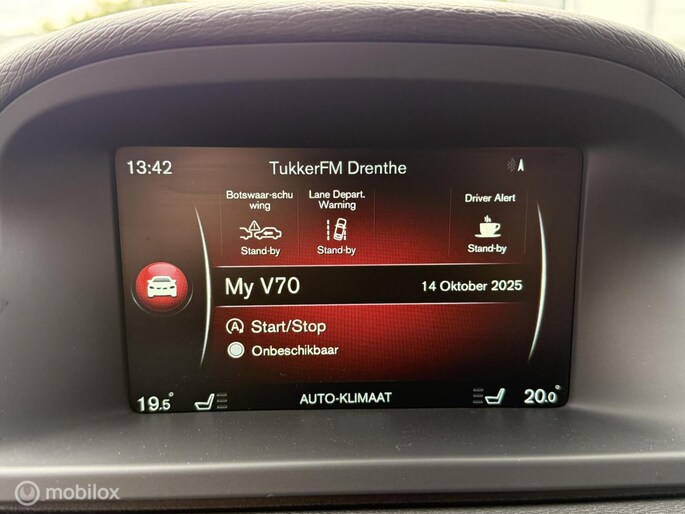 13:42
TukkerFM Drenthe
Botswaar-schu
wing
Lane Depart.
Warning
Driver Alert
Stand-by
Stand-by
Stand-by
My V70
14 Oktober 2025
A Start/Stop
Onbeschikbaar
19.5°
AUTO-KLIMAAT
20.0°
mobilox